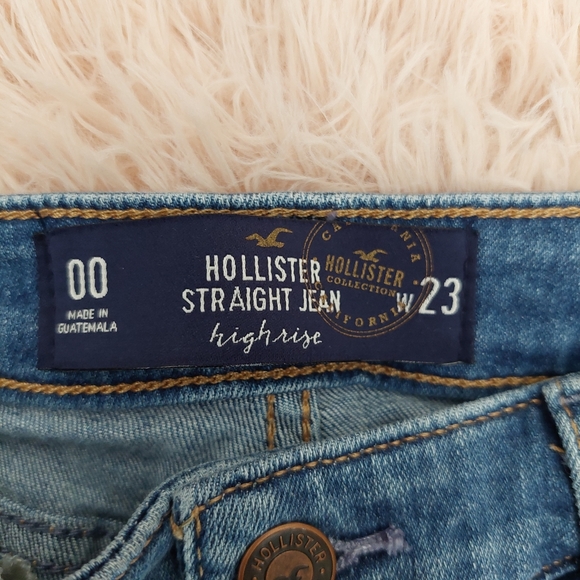 00
MADE IN
GUATEMALA
HOLLISTER
STRAIGHT JEAN
high rise
CALIFORNIA
HOLLISTER
COLLECTION
CALIFORNIA
W 23
HOLLISTER